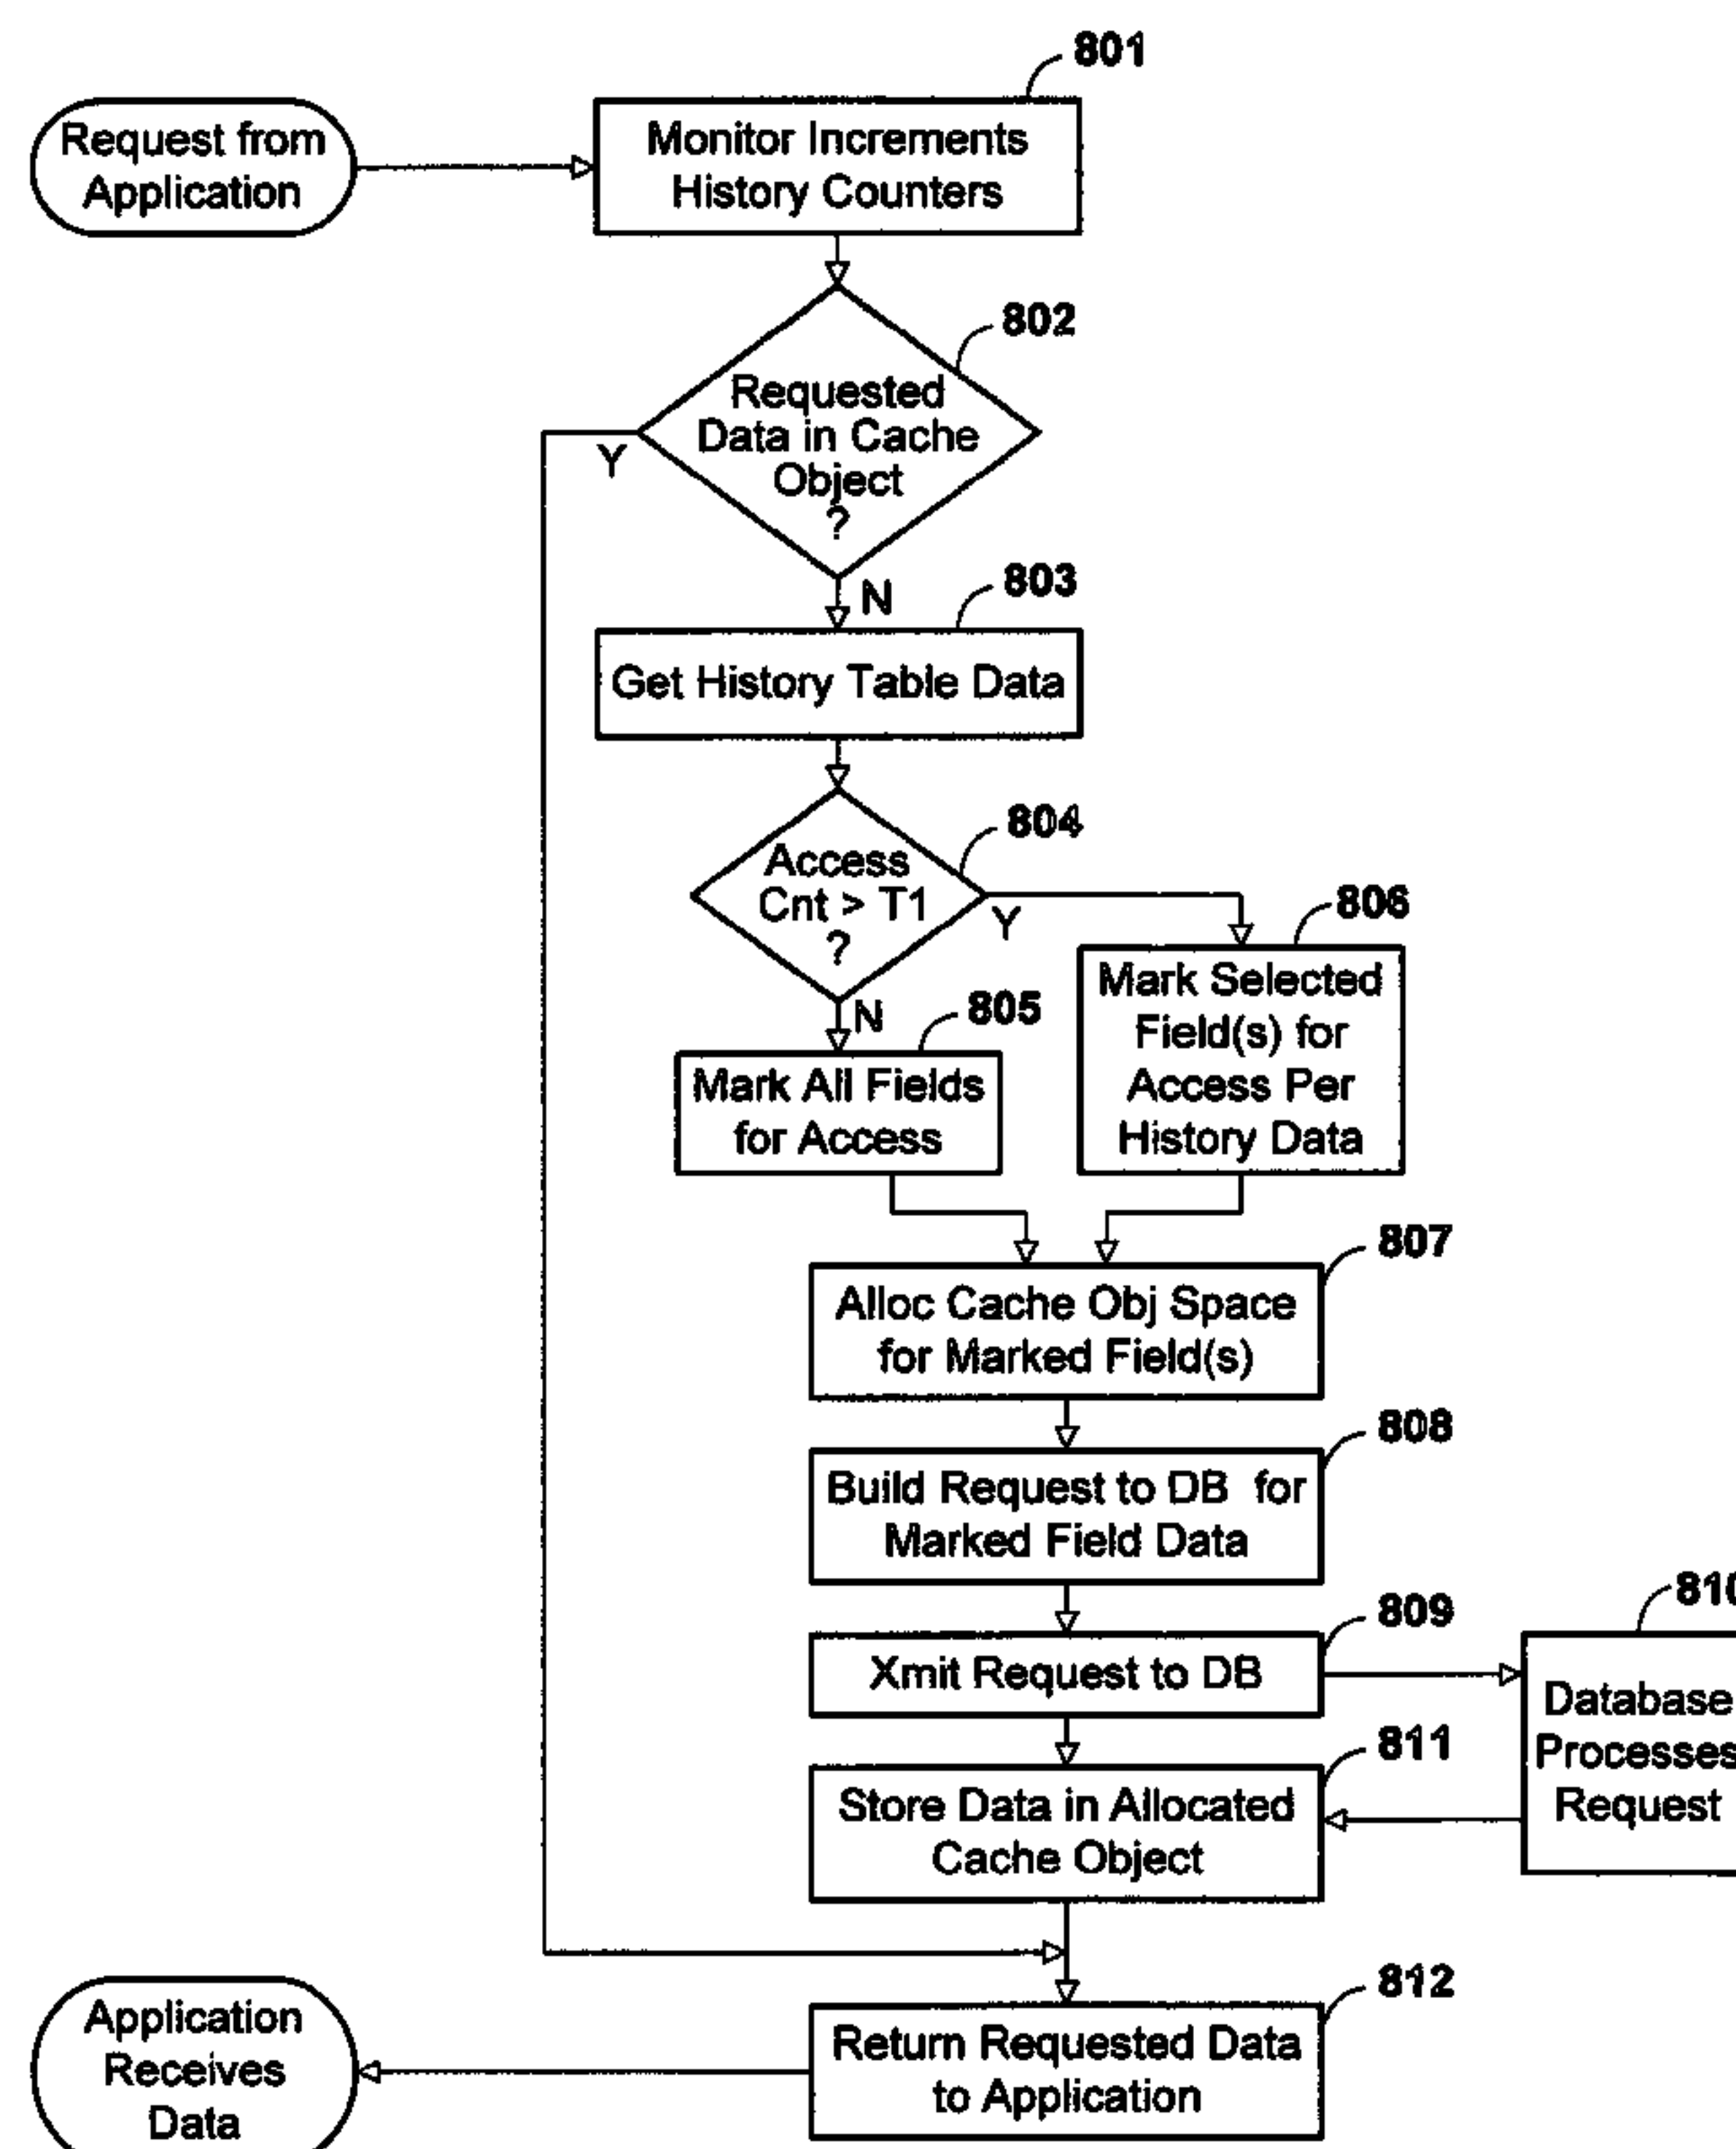 801
Request from
Application
Monitor Increments
History Counters
802
Requested
Data in Cache
Object
?
Y
N
803
Get History Table Data
804
Access
Cnt > T1
?
Y
N
805
Mark All Fields
for Access
806
Mark Selected
Field(s) for
Access Per
History Data
807
Alloc Cache Obj Space
for Marked Field(s)
808
Build Request to DB for
Marked Field Data
809
Xmit Request to DB
810
Database
Processes
Request
811
Store Data in Allocated
Cache Object
812
Return Requested Data
to Application
Application
Receives
Data